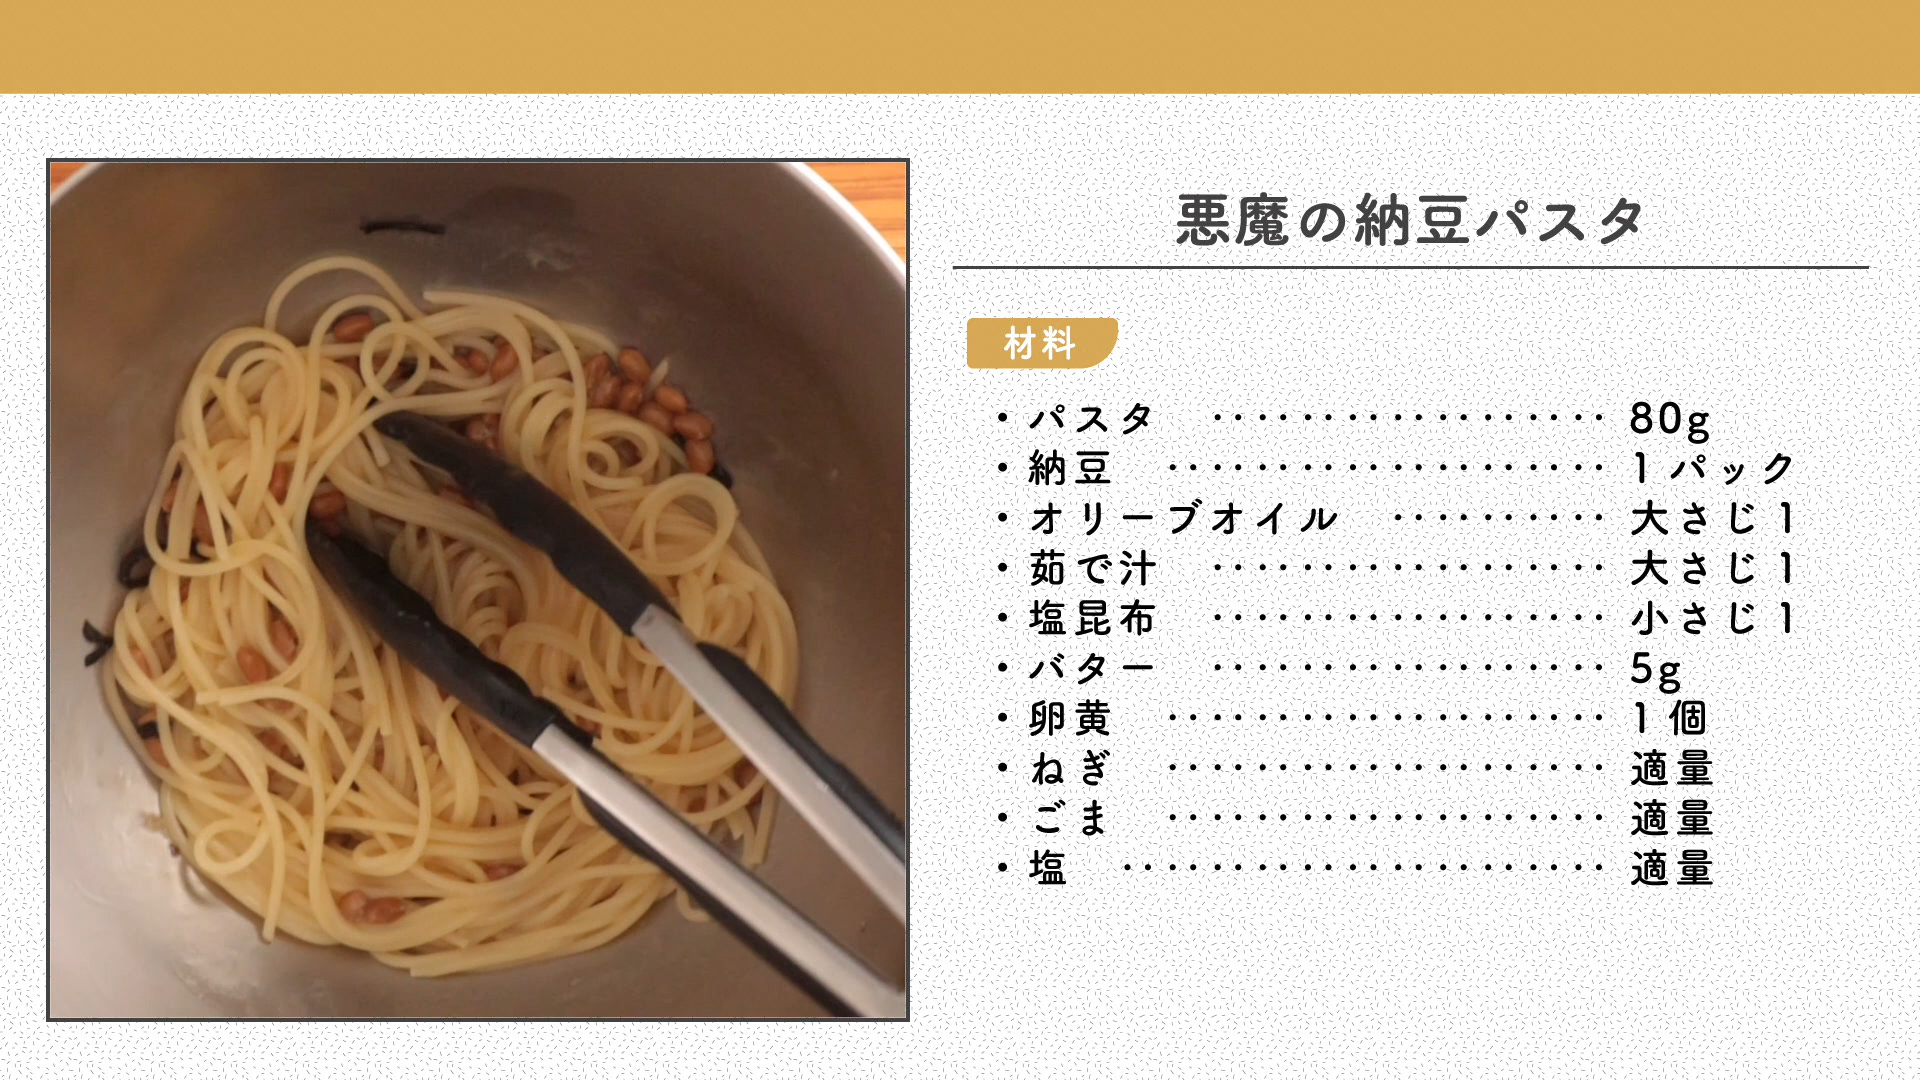 悪魔の納豆パスタ
材料
・パスタ ・・・・・・・・・・・・・・・・・・ 80g
・納豆 ・・・・・・・・・・・・・・・・・・・・ 1パック
・オリーブオイル ・・・・・・・・・・ 大さじ1
・茹で汁 ・・・・・・・・・・・・・・・・・・ 大さじ1
・塩昆布 ・・・・・・・・・・・・・・・・・・ 小さじ1
・バター ・・・・・・・・・・・・・・・・・・ 5g
・卵黄 ・・・・・・・・・・・・・・・・・・・・ 1個
・ねぎ ・・・・・・・・・・・・・・・・・・・・ 適量
・ごま ・・・・・・・・・・・・・・・・・・・・ 適量
・塩 ・・・・・・・・・・・・・・・・・・・・・・ 適量